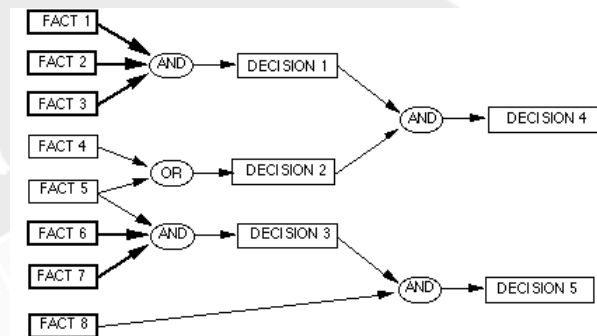 FACT 1
FACT 2
AND
DECISION 1
FACT 3
AND
DECISION 4
FACT 4
OR
DECISION 2
FACT 5
FACT 6
AND
DECISION 3
FACT 7
AND
DECISION 5
FACT 8